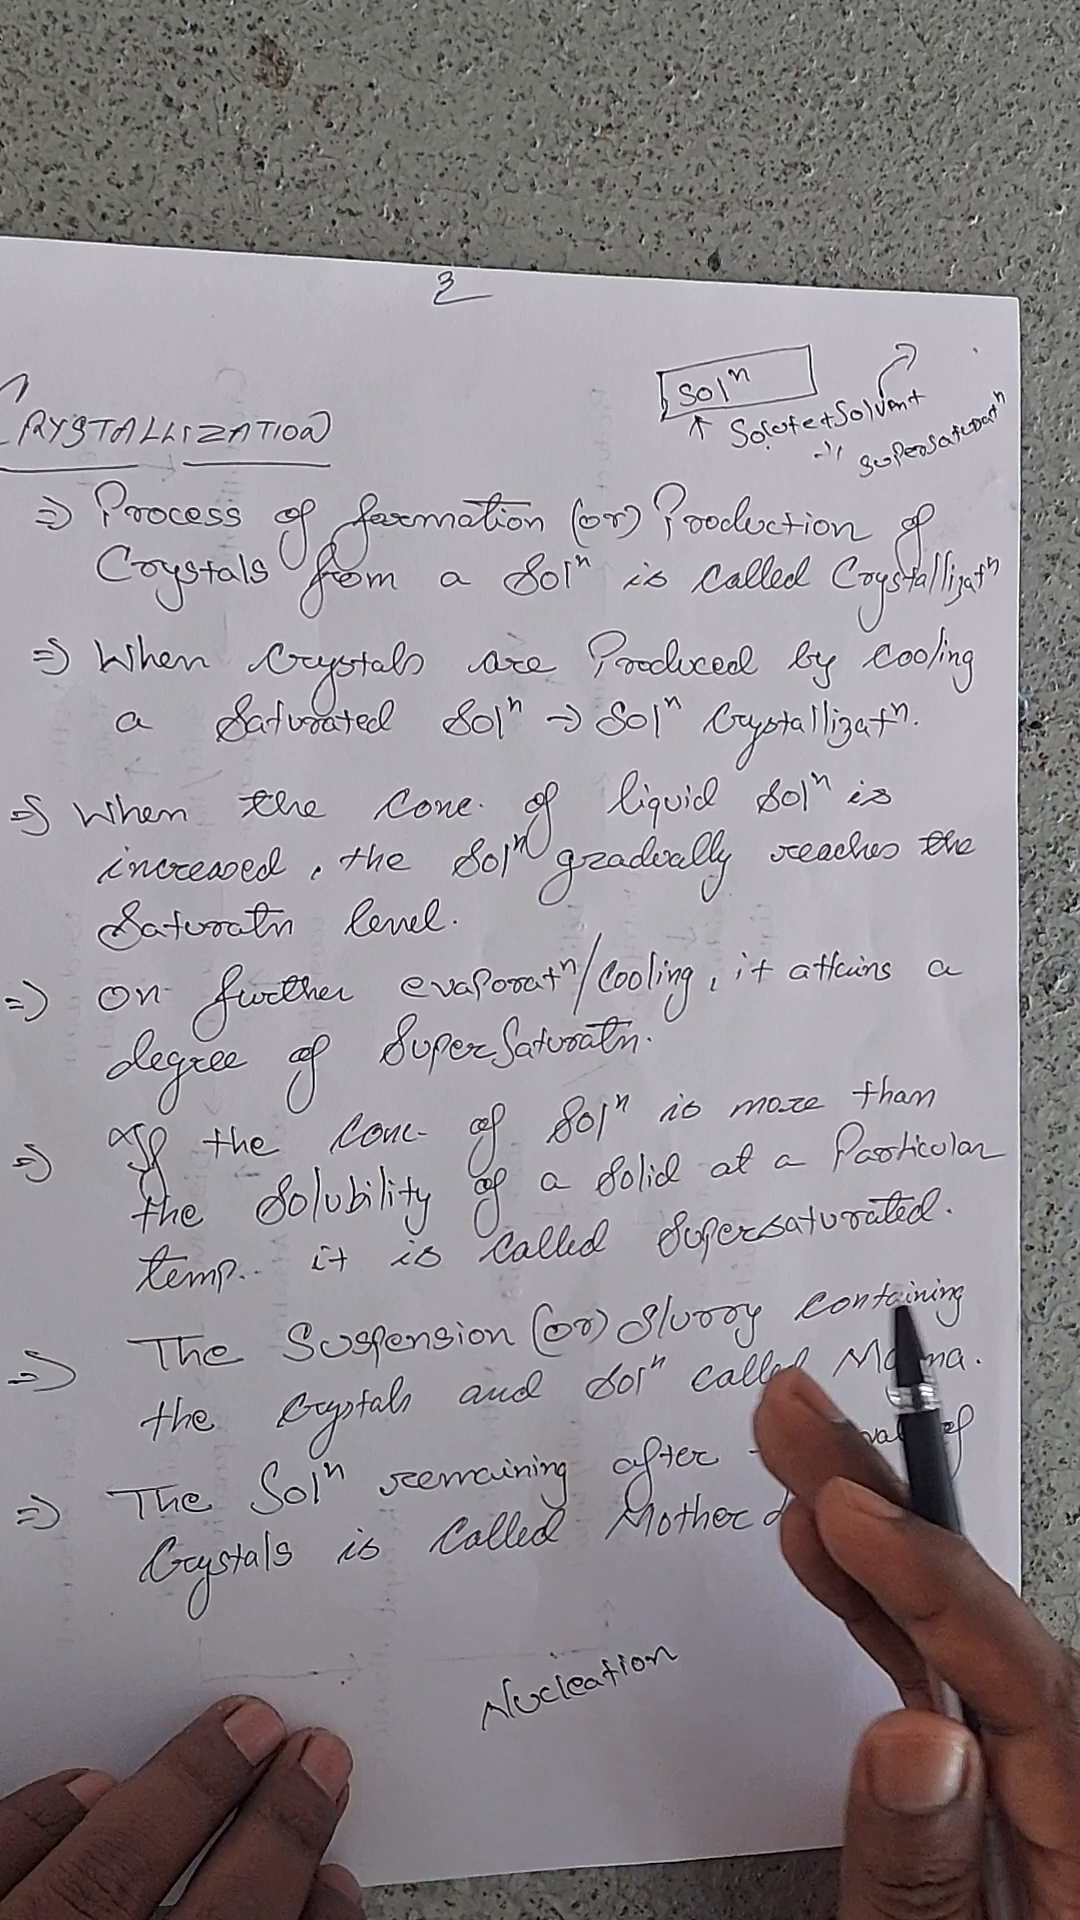 3
Solⁿ
Solute + Solvent
Supersaturatⁿ
CRYSTALLIZATION
⇒ Process of formation (or) Production of
Crystals from a Solⁿ is called Crystallizatⁿ
⇒ When Crystals are Produced by cooling
a Saturated Solⁿ → Solⁿ Crystallizatⁿ.
⇒ When the Conc. of liquid Solⁿ is
increased, the Solⁿ gradually reaches the
Saturatn level.
⇒ On further evaporatⁿ/Cooling, it attains a
degree of SuperSaturatn.
⇒ If the Conc. of Solⁿ is more than
the Solubility of a Solid at a Particular
temp.. it is called Supersaturated.
⇒ The Suspension (or) Slurry containing
the Crystals and Solⁿ called
⇒ The Solⁿ remaining after of
Crystals is Called Mother
Nucleation